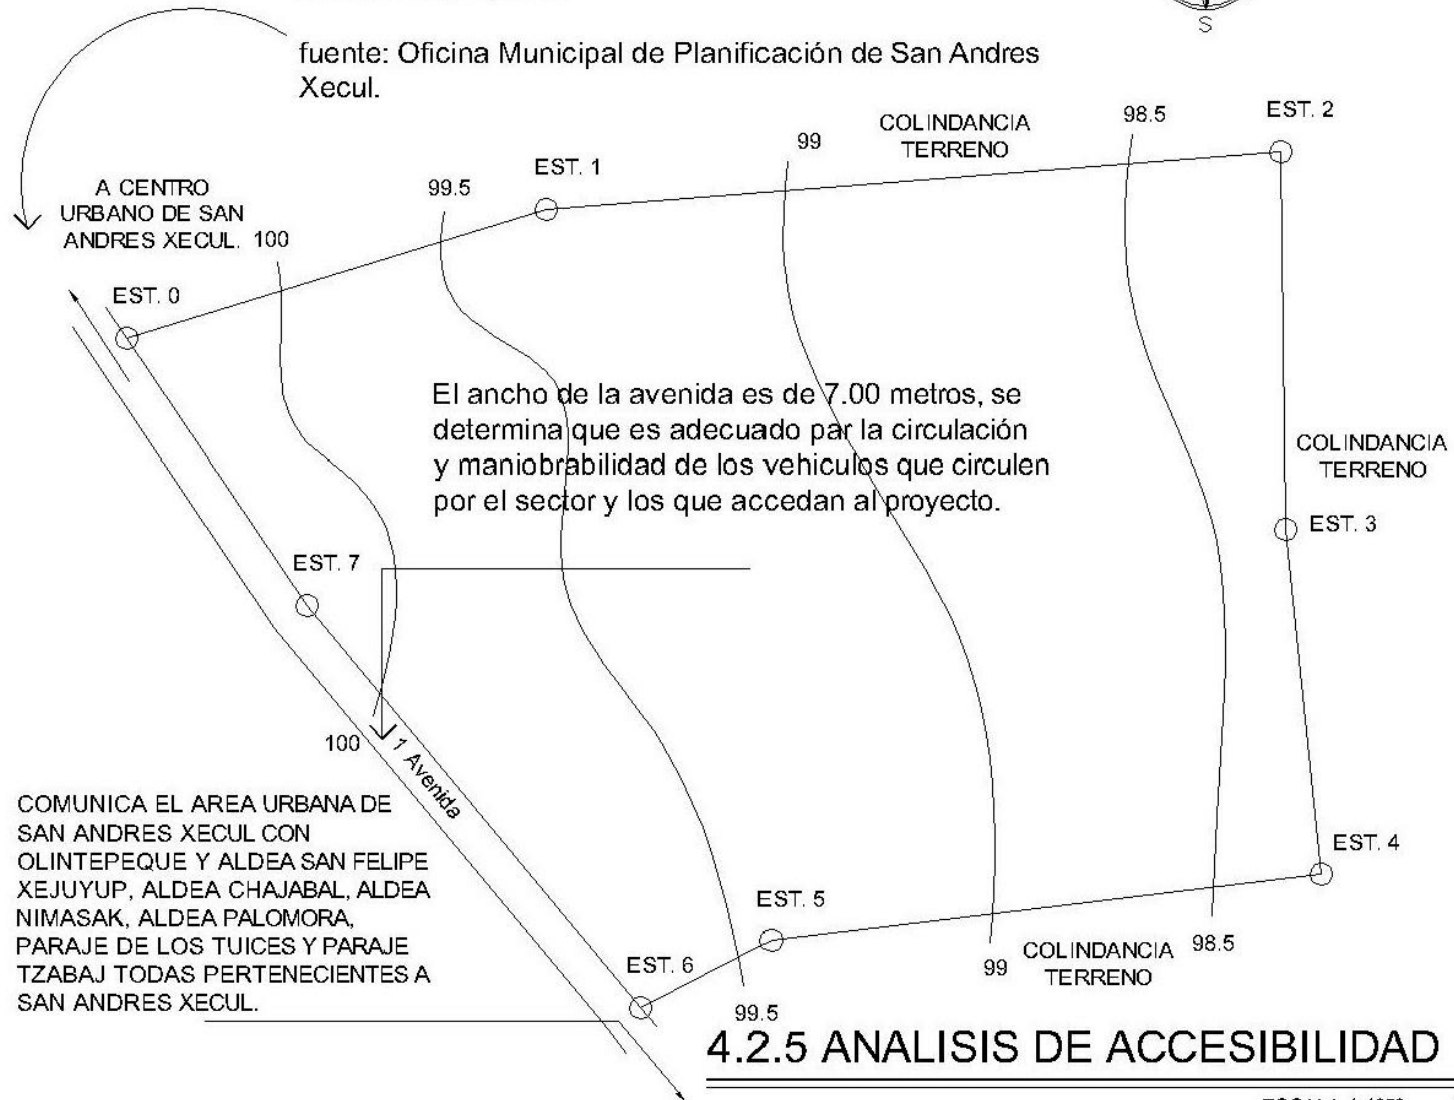 S
fuente: Oficina Municipal de Planificación de San Andres
Xecul.
COLINDANCIA
TERRENO
98.5
EST. 2
99
EST. 1
99.5
A CENTRO
URBANO DE SAN
ANDRES XECUL.
100
EST. 0
El ancho de la avenida es de 7.00 metros, se
determina que es adecuado par la circulación
y maniobrabilidad de los vehiculos que circulen
por el sector y los que accedan al proyecto.
COLINDANCIA
TERRENO
EST. 3
EST. 7
100
1 Avenida
COMUNICA EL AREA URBANA DE
SAN ANDRES XECUL CON
OLINTEPEQUE Y ALDEA SAN FELIPE
XEJUYUP, ALDEA CHAJABAL, ALDEA
NIMASAK, ALDEA PALOMORA,
PARAJE DE LOS TUICES Y PARAJE
TZABAJ TODAS PERTENECIENTES A
SAN ANDRES XECUL.
EST. 4
EST. 5
EST. 6
99
COLINDANCIA
TERRENO
98.5
99.5
4.2.5 ANALISIS DE ACCESIBILIDAD